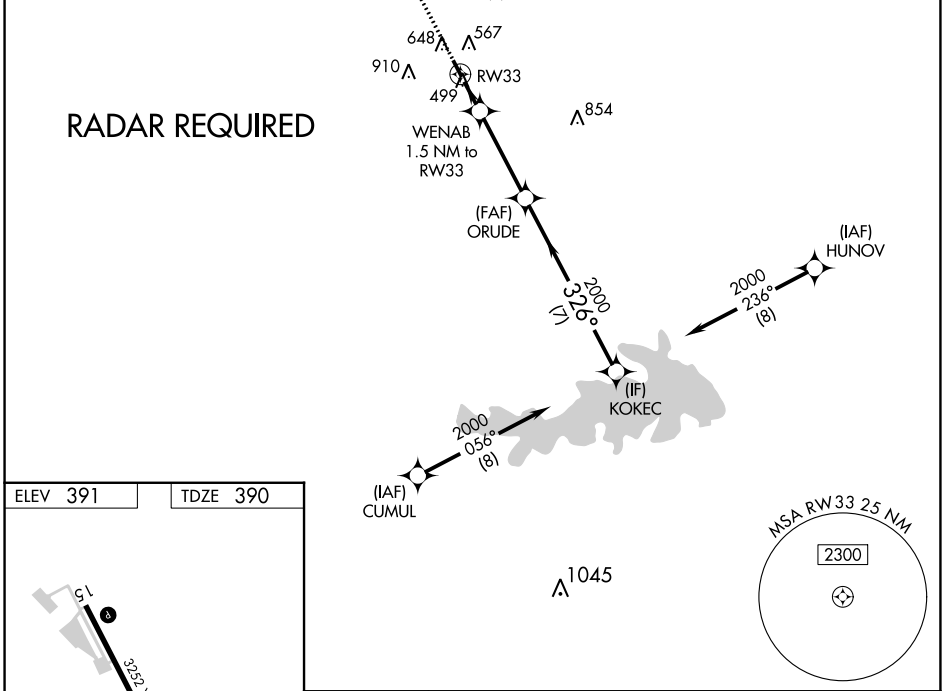 648
567
910
RW33
499
854
RADAR REQUIRED
WENAB
1.5 NM to
RW33
(FAF)
ORUDE
(IAF)
HUNOV
2000
236°
(8)
2000
326°
(7)
(IF)
KOKEC
2000
056°
(8)
(IAF)
CUMUL
ELEV 391
TDZE 390
MSA RW33 25 NM
2300
1045
15
P
3252